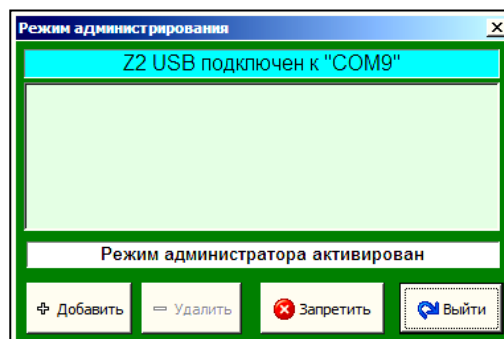 Режим администрирования
Z2 USB подключен к "COM9"
Режим администратора активирован
Добавить Удалить Запретить Выйти